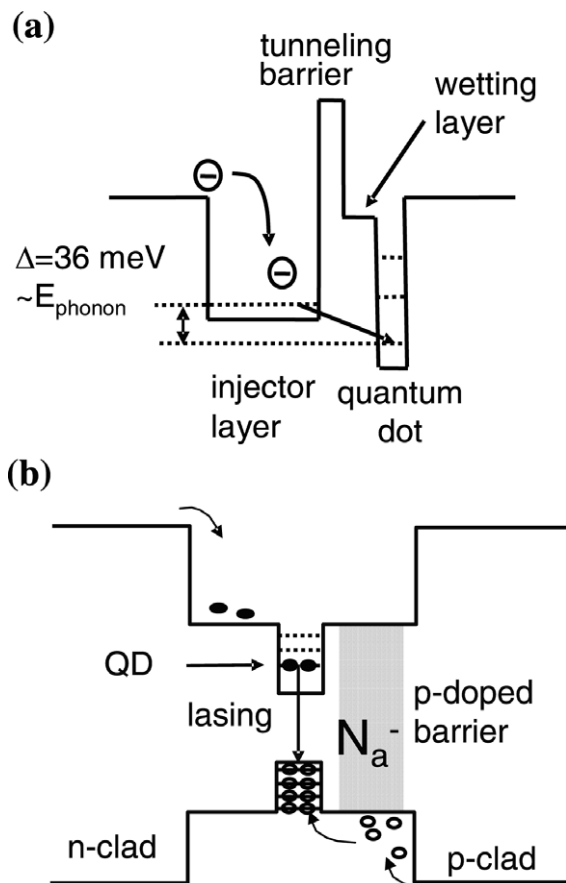 (a)
tunneling
barrier
wetting
layer
Δ=36 meV
~E_phonon
injector
layer
quantum
dot
(b)
QD
lasing
p-doped
barrier
N_a^-
n-clad
p-clad